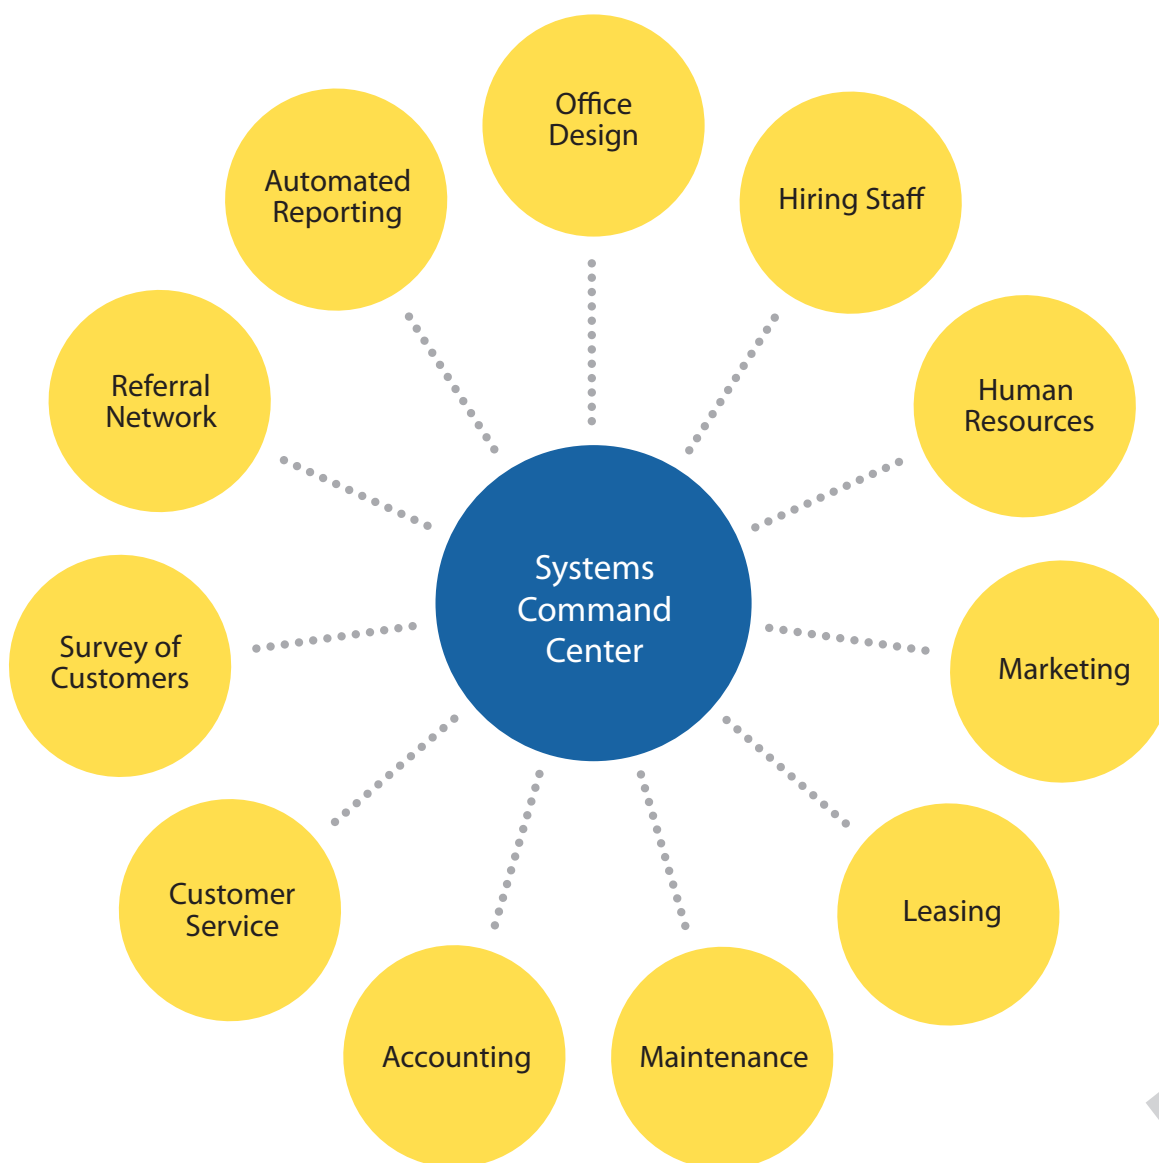 Office
Design
Hiring Staff
Human
Resources
Marketing
Leasing
Maintenance
Accounting
Customer
Service
Survey of
Customers
Referral
Network
Automated
Reporting
Systems
Command
Center